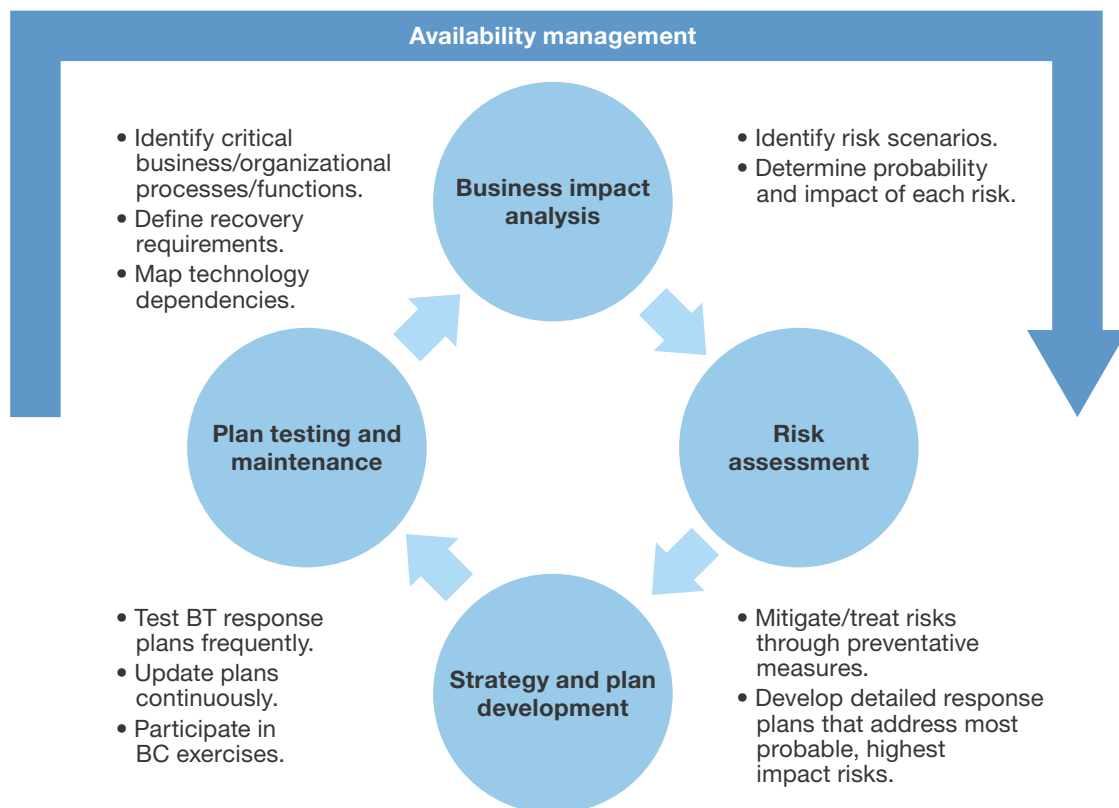 Availability management
• Identify critical
business/organizational
processes/functions.
• Define recovery
requirements.
• Map technology
dependencies.
Business impact
analysis
• Identify risk scenarios.
• Determine probability
and impact of each risk.
Plan testing and
maintenance
Risk
assessment
• Test BT response
plans frequently.
• Update plans
continuously.
• Participate in
BC exercises.
Strategy and plan
development
• Mitigate/treat risks
through preventative
measures.
• Develop detailed response
plans that address most
probable, highest
impact risks.